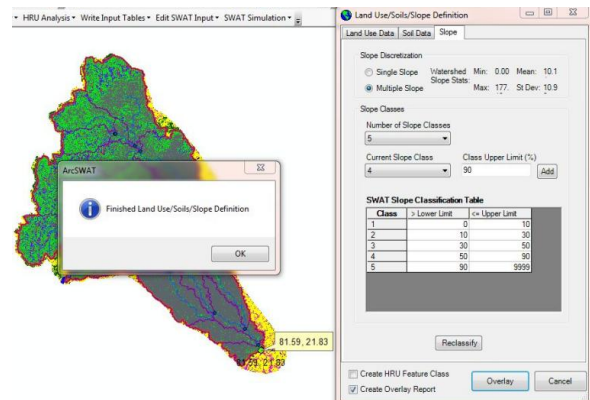 HRU Analysis Write Input Tables Edit SWAT Input SWAT Simulation
ArcSWAT
Finished Land Use/Soils/Slope Definition
OK
81.59, 21.83
81.59, 21.83
Land Use/Soils/Slope Definition
Land Use Data Soil Data Slope
Slope Discretization
Single Slope Watershed Min: 0.00 Mean: 10.1
Slope Stats:
Multiple Slope Max: 177. St Dev: 10.9
Slope Classes
Number of Slope Classes
5
Current Slope Class Class Upper Limit (%)
4 90 Add
SWAT Slope Classification Table
Class > Lower Limit <= Upper Limit
1 0 10
2 10 30
3 30 50
4 50 90
5 90 9999
Reclassify
Create HRU Feature Class
Create Overlay Report Overlay Cancel